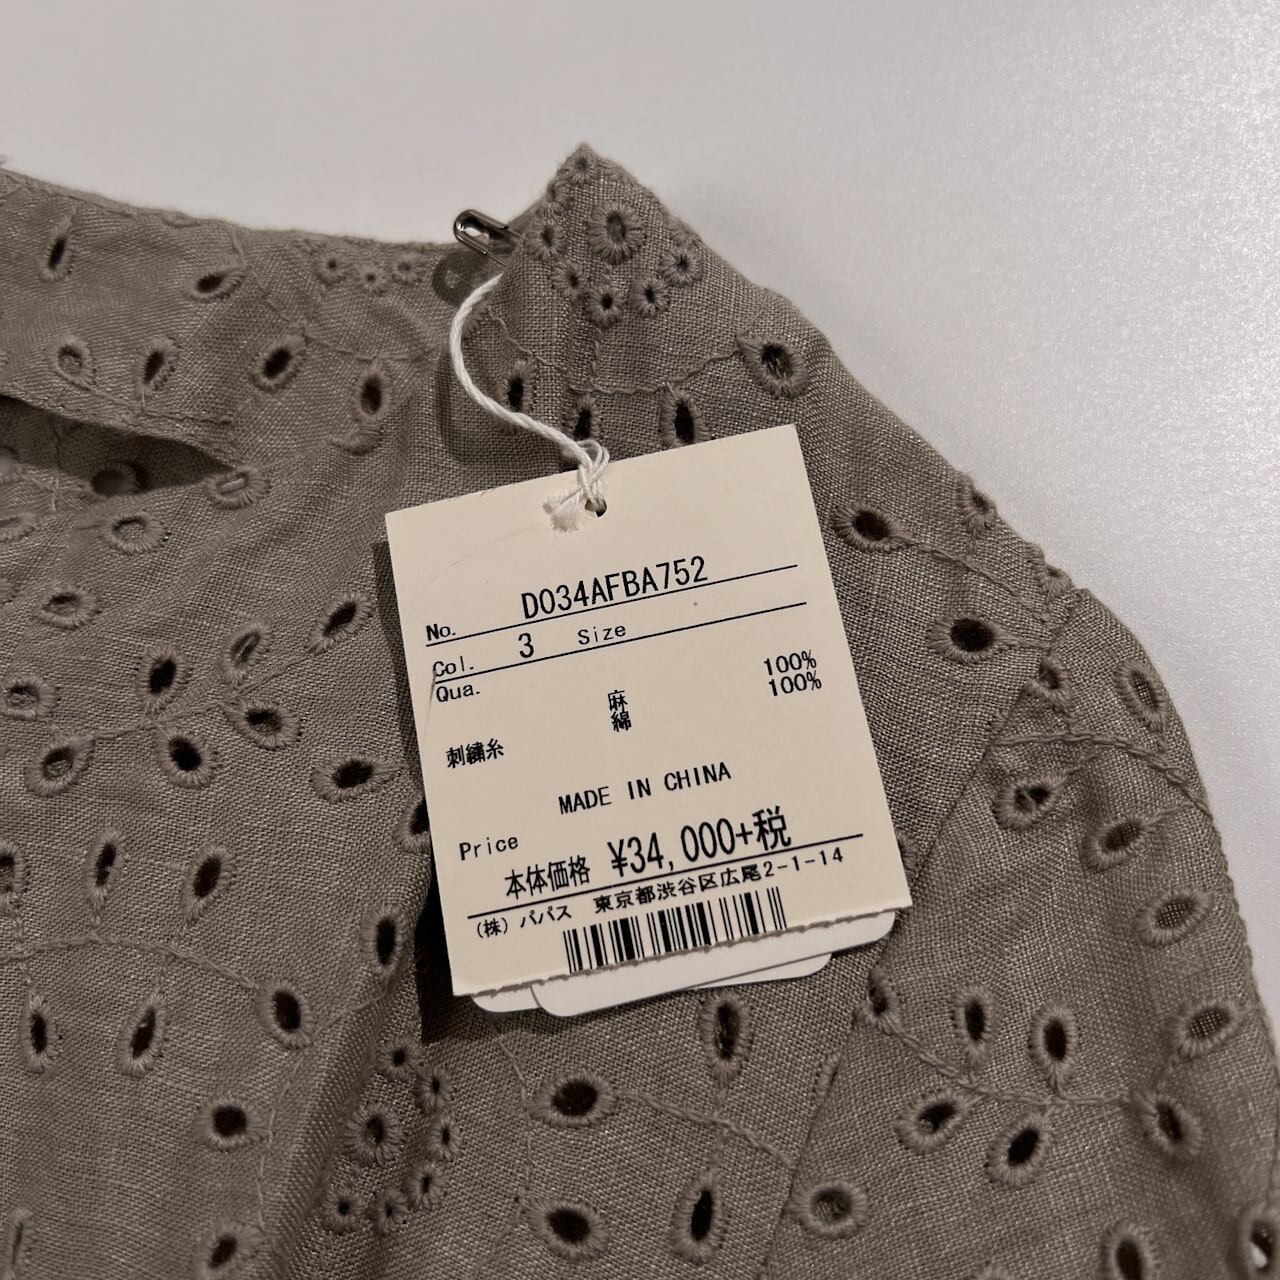 No. D034AFBA752
Col. 3 Size
Qua. 100%
麻 100%
綿
刺繍糸
MADE IN CHINA
Price
本体価格 ¥34,000+税
(株) パパス 東京都渋谷区広尾2-1-14